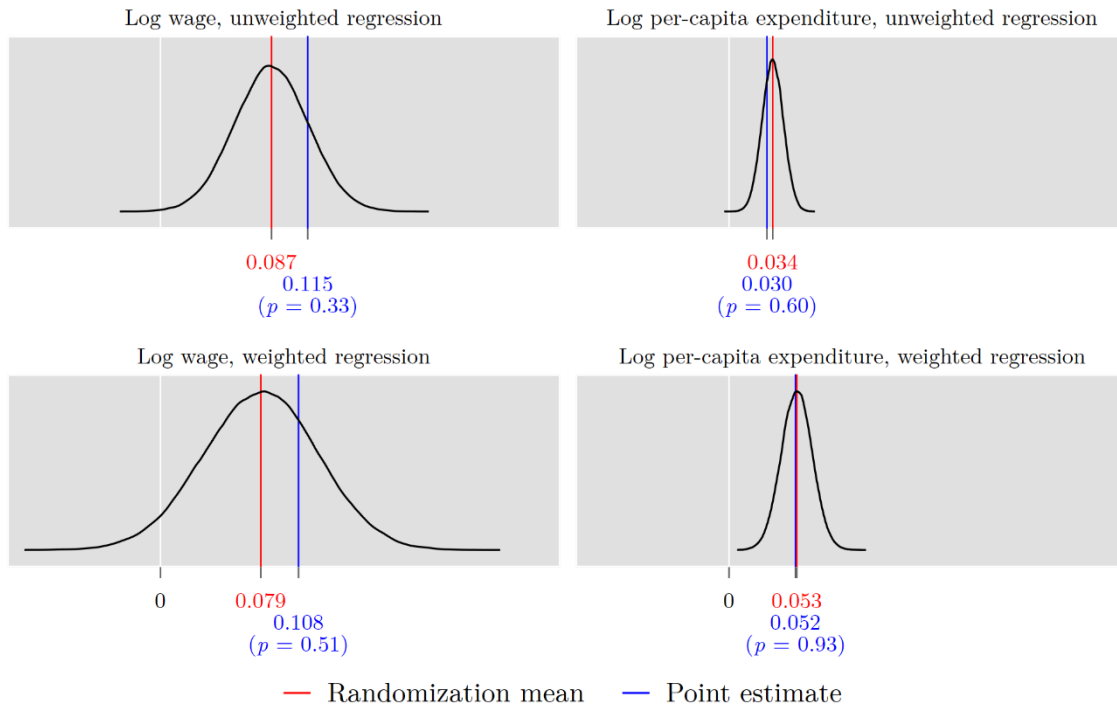 Log wage, unweighted regression
0.087
0.115
(p = 0.33)
Log per-capita expenditure, unweighted regression
0.034
0.030
(p = 0.60)
Log wage, weighted regression
0
0.079
0.108
(p = 0.51)
Log per-capita expenditure, weighted regression
0
0.053
0.052
(p = 0.93)
Randomization mean
Point estimate